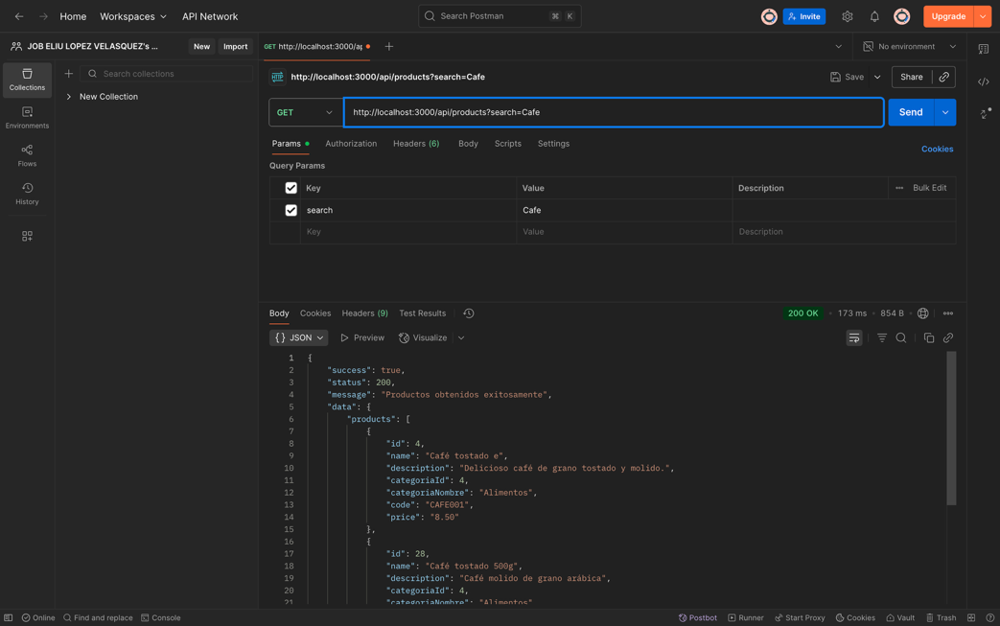 Home Workspaces API Network Search Postman ⌘ K Invite Upgrade
JOB ELIU LOPEZ VELASQUEZ's ... New Import GET http://localhost:3000/ap No environment
Collections Search collections http://localhost:3000/api/products?search=Cafe Save Share
New Collection
Environments GET http://localhost:3000/api/products?search=Cafe Send
Flows Params Authorization Headers (6) Body Scripts Settings Cookies
History Query Params
Key Value Description Bulk Edit
search Cafe
Key Value Description
Body Cookies Headers (9) Test Results 200 OK 173 ms 854 B
{} JSON Preview Visualize
1 {
2 "success": true,
3 "status": 200,
4 "message": "Productos obtenidos exitosamente",
5 "data": {
6 "products": [
7 {
8 "id": 4,
9 "name": "Café tostado e",
10 "description": "Delicioso café de grano tostado y molido.",
11 "categoriaId": 4,
12 "categoriaNombre": "Alimentos",
13 "code": "CAFE001",
14 "price": "8.50"
15 },
16 {
17 "id": 28,
18 "name": "Café tostado 500g",
19 "description": "Café molido de grano arábica",
20 "categoriaId": 4,
21 "categoriaNombre": "Alimentos"
Online Find and replace Console Postbot Runner Start Proxy Cookies Vault Trash